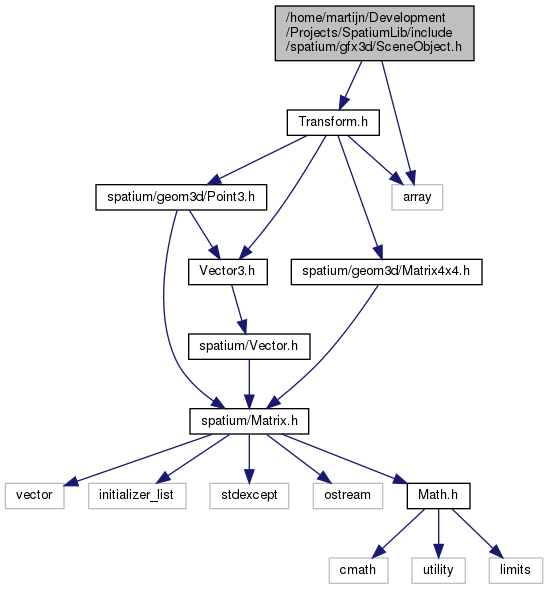 /home/martijn/Development
/Projects/SpatiumLib/include
/spatium/gfx3d/SceneObject.h
Transform.h
spatium/geom3d/Point3.h
array
Vector3.h
spatium/geom3d/Matrix4x4.h
spatium/Vector.h
spatium/Matrix.h
vector
initializer_list
stdexcept
ostream
Math.h
cmath
utility
limits